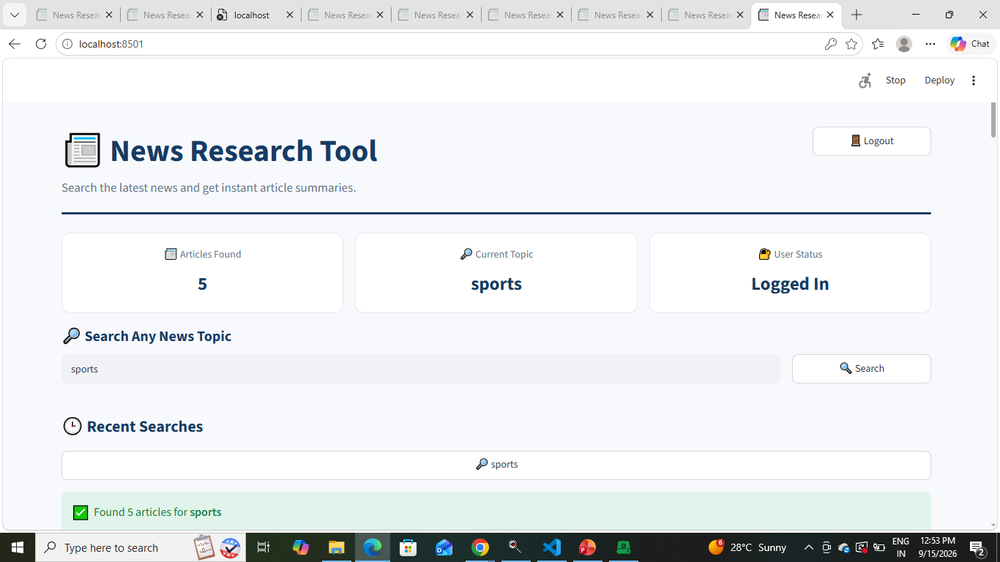 News Resear
News Resear
localhost
News Resear
News Resear
News Resear
News Resear
News Resear
News Resear
localhost:8501
Chat
Stop
Deploy
News Research Tool
Logout
Search the latest news and get instant article summaries.
Articles Found
5
Current Topic
sports
User Status
Logged In
Search Any News Topic
sports
Search
Recent Searches
sports
Found 5 articles for sports
Type here to search
6
28°C Sunny
ENG
IN
12:53 PM
9/15/2026
2